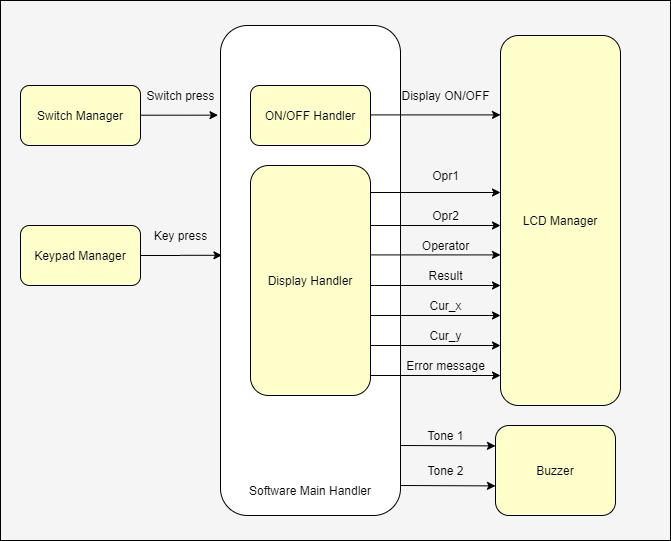 Switch Manager
Switch press
ON/OFF Handler
Display ON/OFF
LCD Manager
Keypad Manager
Key press
Display Handler
Opr1
Opr2
Operator
Result
Cur_x
Cur_y
Error message
Tone 1
Tone 2
Buzzer
Software Main Handler